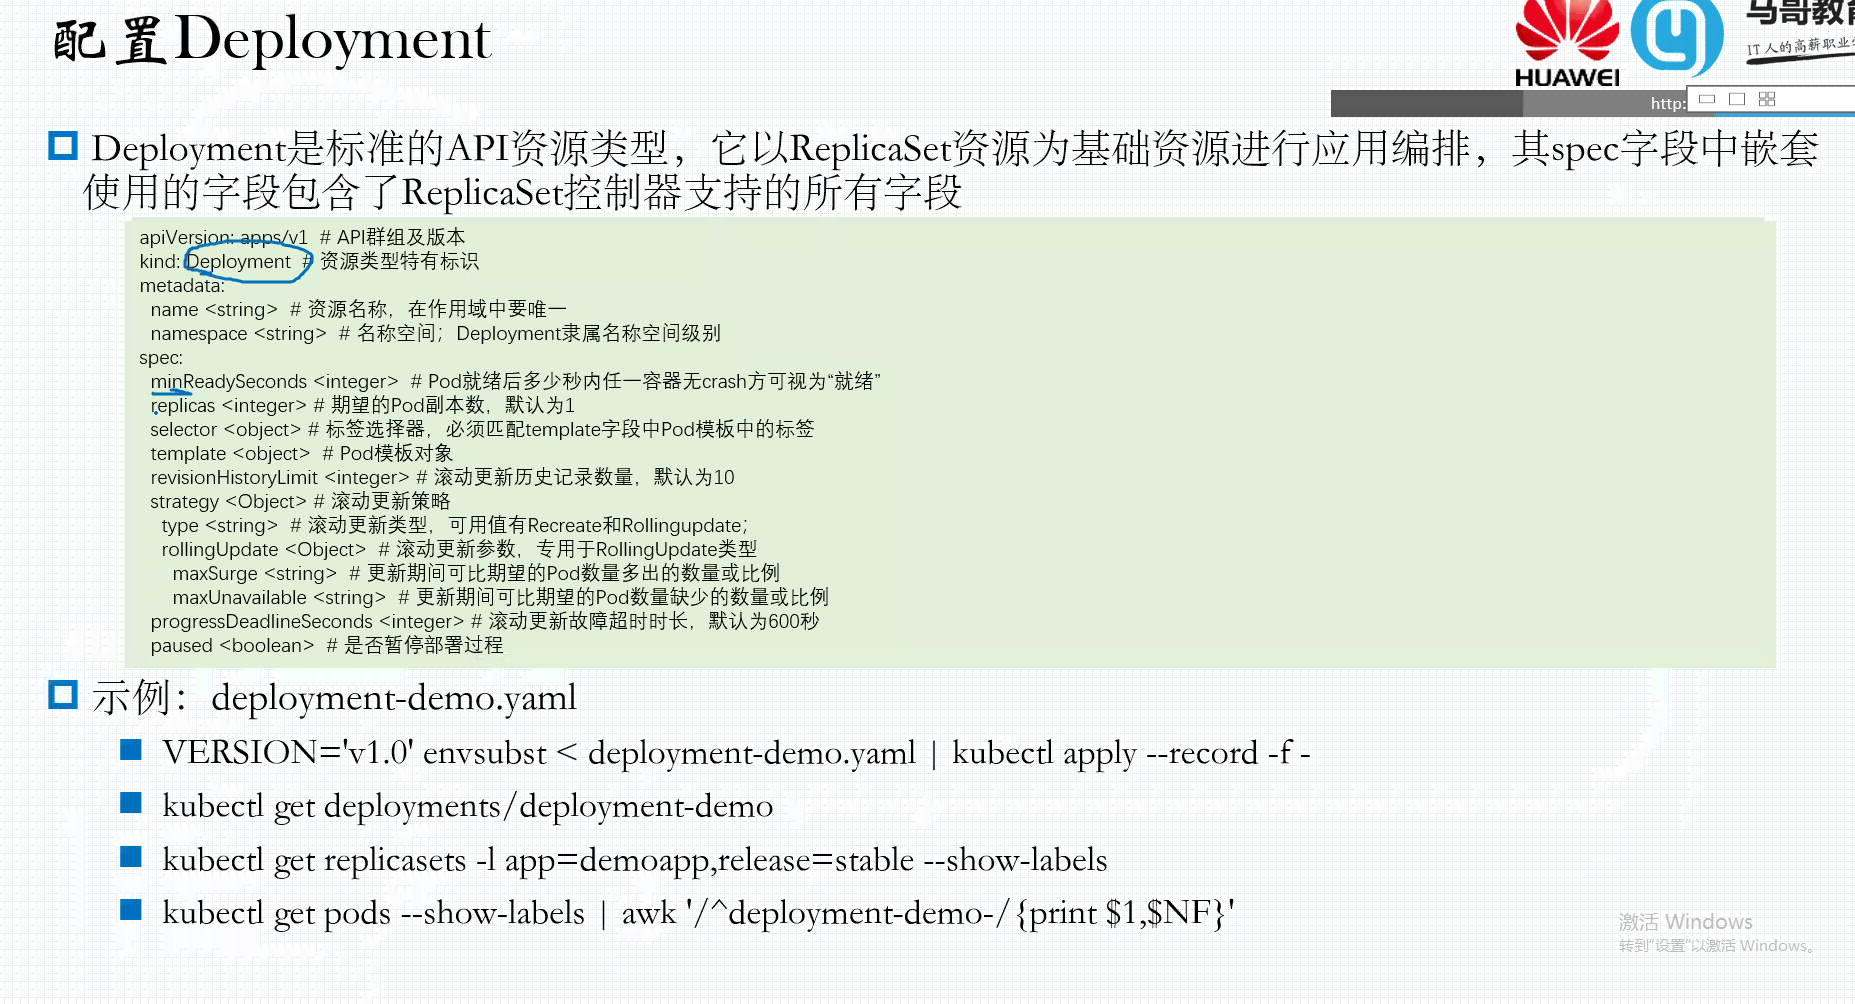 配置Deployment
HUAWEI
马哥教育
IT人的高薪职业
http:
Deployment是标准的API资源类型，它以ReplicaSet资源为基础资源进行应用编排，其spec字段中嵌套
使用的字段包含了ReplicaSet控制器支持的所有字段
apiVersion: apps/v1  # API群组及版本
kind: Deployment  # 资源类型特有标识
metadata:
  name <string>  # 资源名称，在作用域中要唯一
  namespace <string>  # 名称空间；Deployment隶属名称空间级别
spec:
  minReadySeconds <integer>  # Pod就绪后多少秒内任一容器无crash方可视为“就绪”
  replicas <integer> # 期望的Pod副本数，默认为1
  selector <object> # 标签选择器，必须匹配template字段中Pod模板中的标签
  template <object>  # Pod模板对象
  revisionHistoryLimit <integer> # 滚动更新历史记录数量，默认为10
  strategy <Object> # 滚动更新策略
    type <string>  # 滚动更新类型，可用值有Recreate和Rollingupdate；
    rollingUpdate <Object>  # 滚动更新参数，专用于RollingUpdate类型
      maxSurge <string>  # 更新期间可比期望的Pod数量多出的数量或比例
      maxUnavailable <string>  # 更新期间可比期望的Pod数量缺少的数量或比例
  progressDeadlineSeconds <integer> # 滚动更新故障超时时长，默认为600秒
  paused <boolean>  # 是否暂停部署过程
示例：deployment-demo.yaml
VERSION='v1.0' envsubst < deployment-demo.yaml | kubectl apply --record -f -
kubectl get deployments/deployment-demo
kubectl get replicasets -l app=demoapp,release=stable --show-labels
kubectl get pods --show-labels | awk '/^deployment-demo-/{print $1,$NF}'
激活 Windows
转到“设置”以激活 Windows。